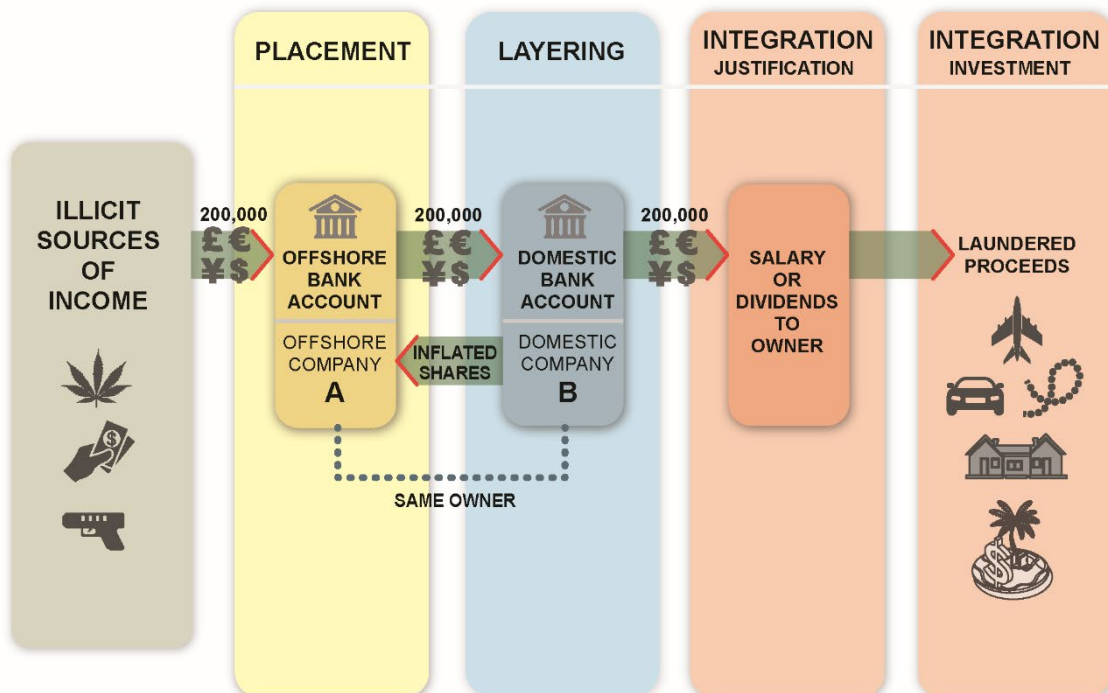 PLACEMENT
LAYERING
INTEGRATION
JUSTIFICATION
INTEGRATION
INVESTMENT
ILLICIT
SOURCES
OF
INCOME
200,000
£ €
¥ $
OFFSHORE
BANK
ACCOUNT
OFFSHORE
COMPANY
A
200,000
£ €
¥ $
INFLATED
SHARES
DOMESTIC
BANK
ACCOUNT
DOMESTIC
COMPANY
B
SAME OWNER
200,000
£ €
¥ $
SALARY
OR
DIVIDENDS
TO
OWNER
LAUNDERED
PROCEEDS
$
$